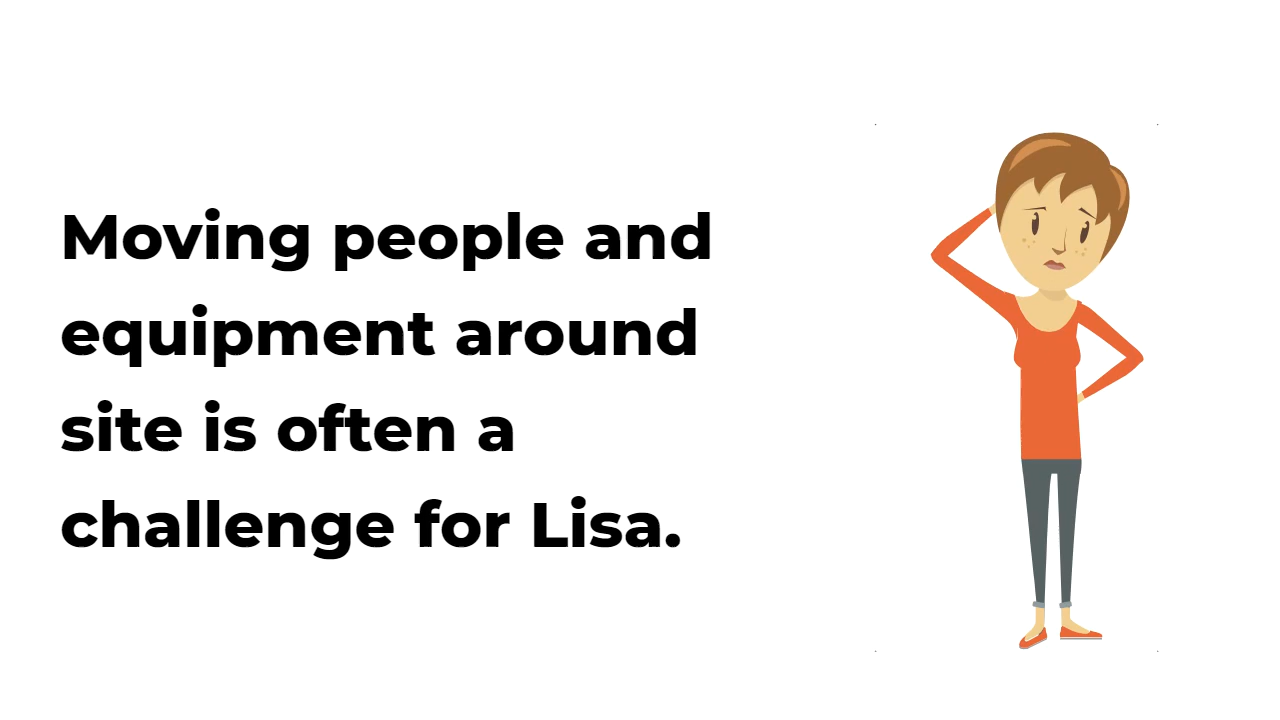 Moving people and
equipment around
site is often a
challenge for Lisa.